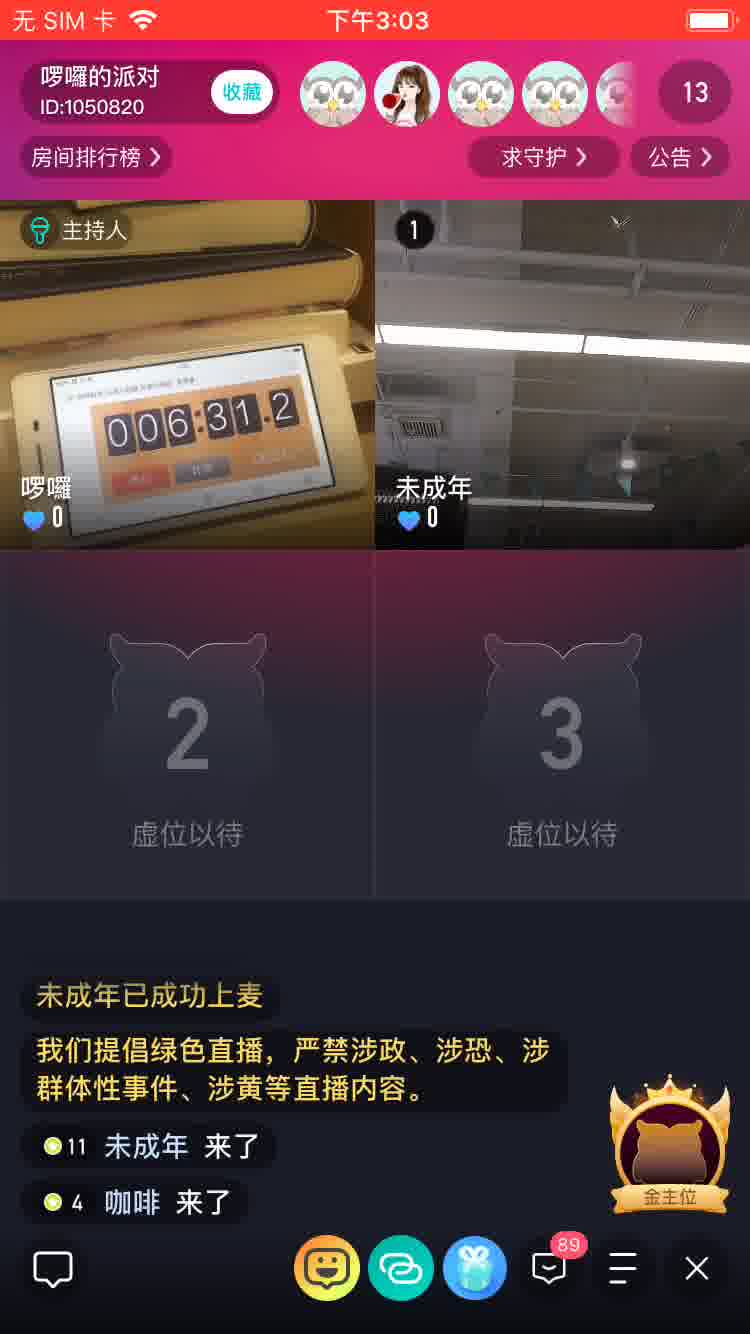 无 SIM 卡
下午3:03
啰囉的派对
ID:1050820
收藏
13
房间排行榜
求守护
公告
主持人
1
006:31.2
啰囉
0
未成年
0
2
虚位以待
3
虚位以待
未成年已成功上麦
我们提倡绿色直播，严禁涉政、涉恐、涉
群体性事件、涉黄等直播内容。
11 未成年 来了
4 咖啡 来了
金主位
89